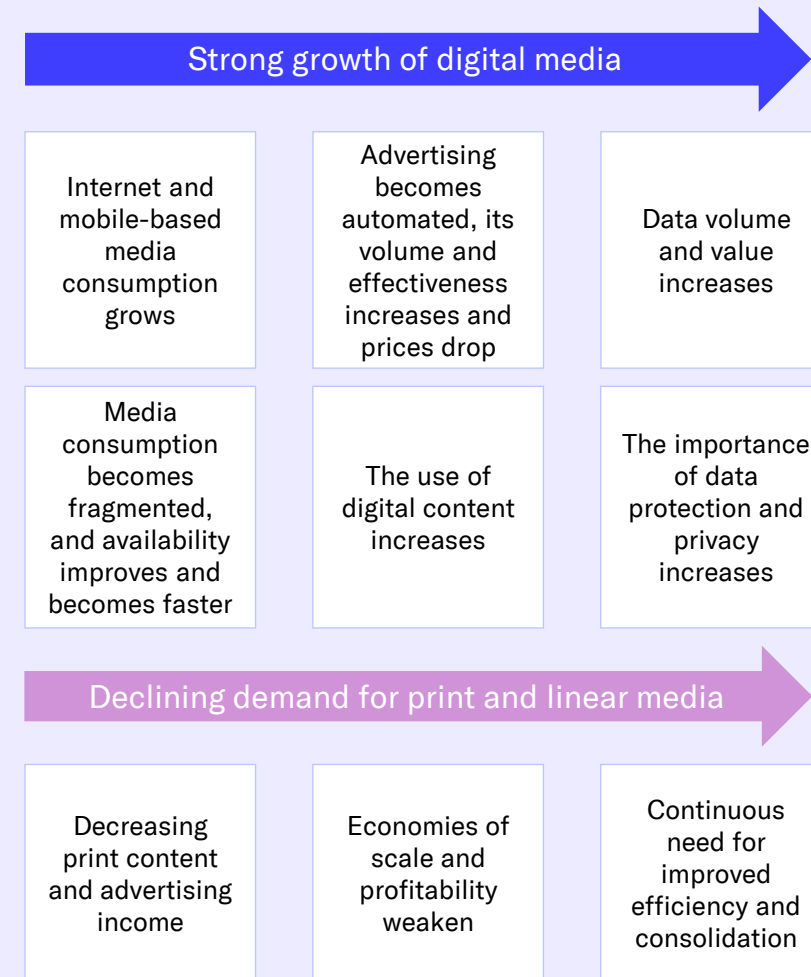 Strong growth of digital media
Internet and
mobile-based
media
consumption
grows
Advertising
becomes
automated, its
volume and
effectiveness
increases and
prices drop
Data volume
and value
increases
Media
consumption
becomes
fragmented,
and availability
improves and
becomes faster
The use of
digital content
increases
The importance
of data
protection and
privacy
increases
Declining demand for print and linear media
Decreasing
print content
and advertising
income
Economies of
scale and
profitability
weaken
Continuous
need for
improved
efficiency and
consolidation